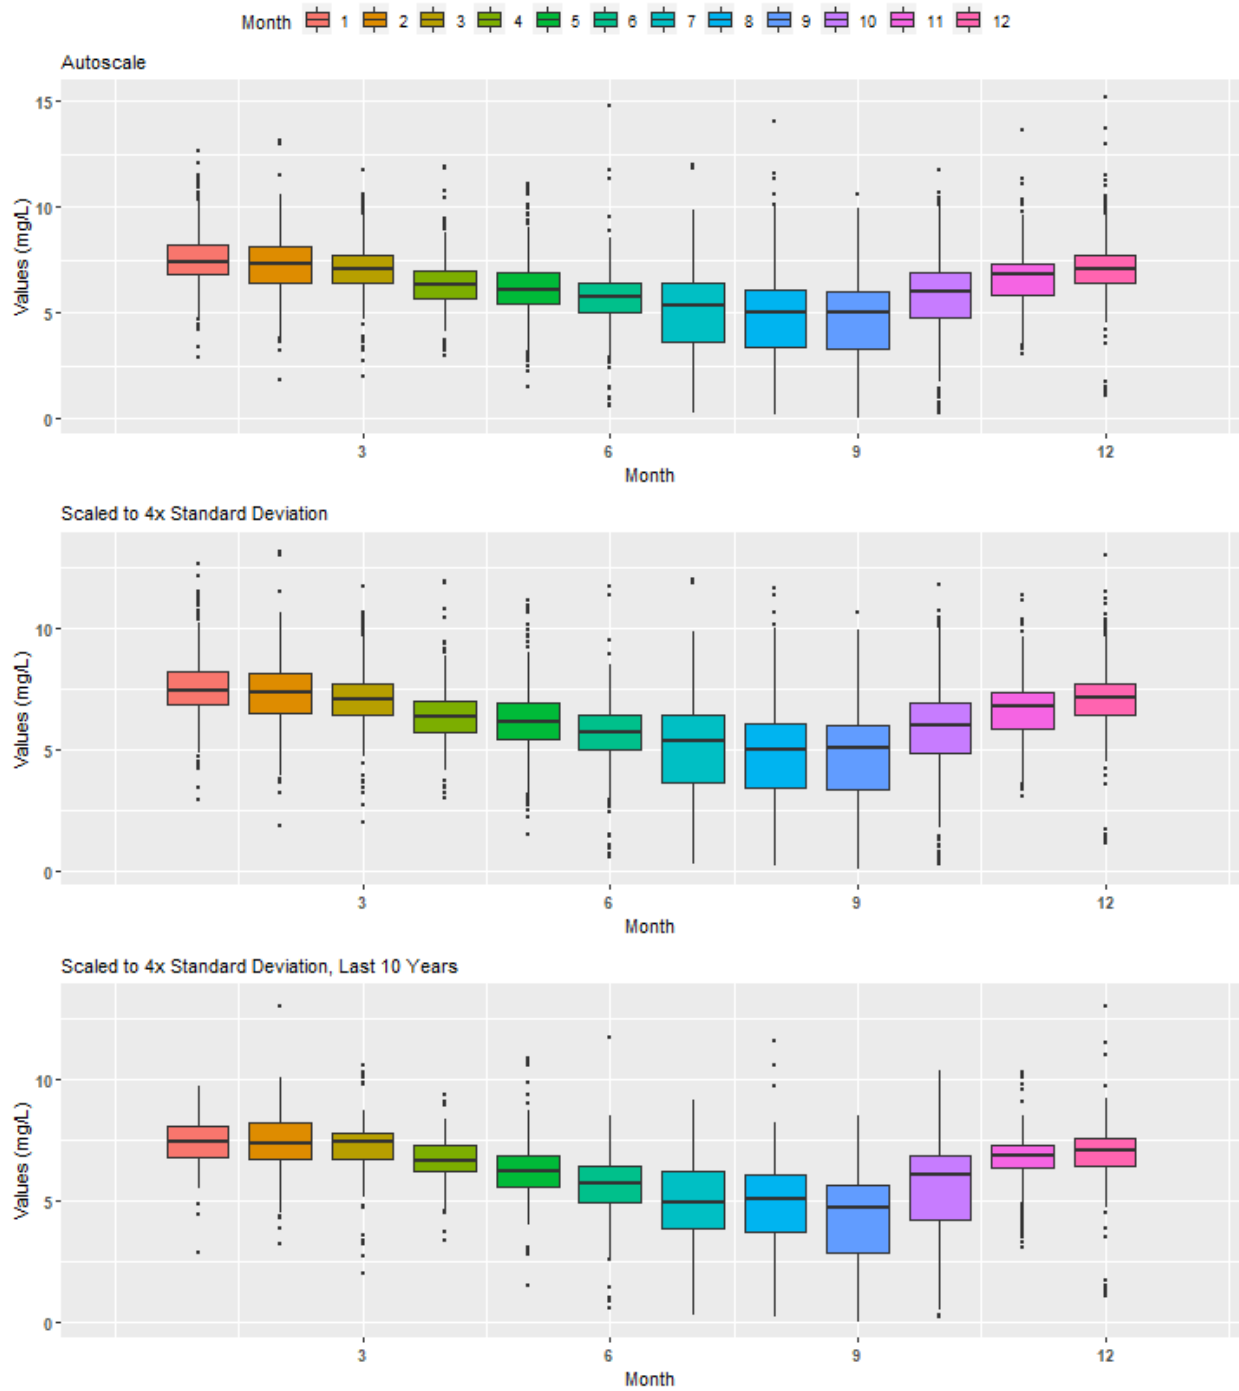 Month 1 2 3 4 5 6 7 8 9 10 11 12
Autoscale
Values (mg/L)
15
10
5
0
3 6 9 12
Month
Scaled to 4x Standard Deviation
Values (mg/L)
10
5
0
3 6 9 12
Month
Scaled to 4x Standard Deviation, Last 10 Years
Values (mg/L)
10
5
0
3 6 9 12
Month